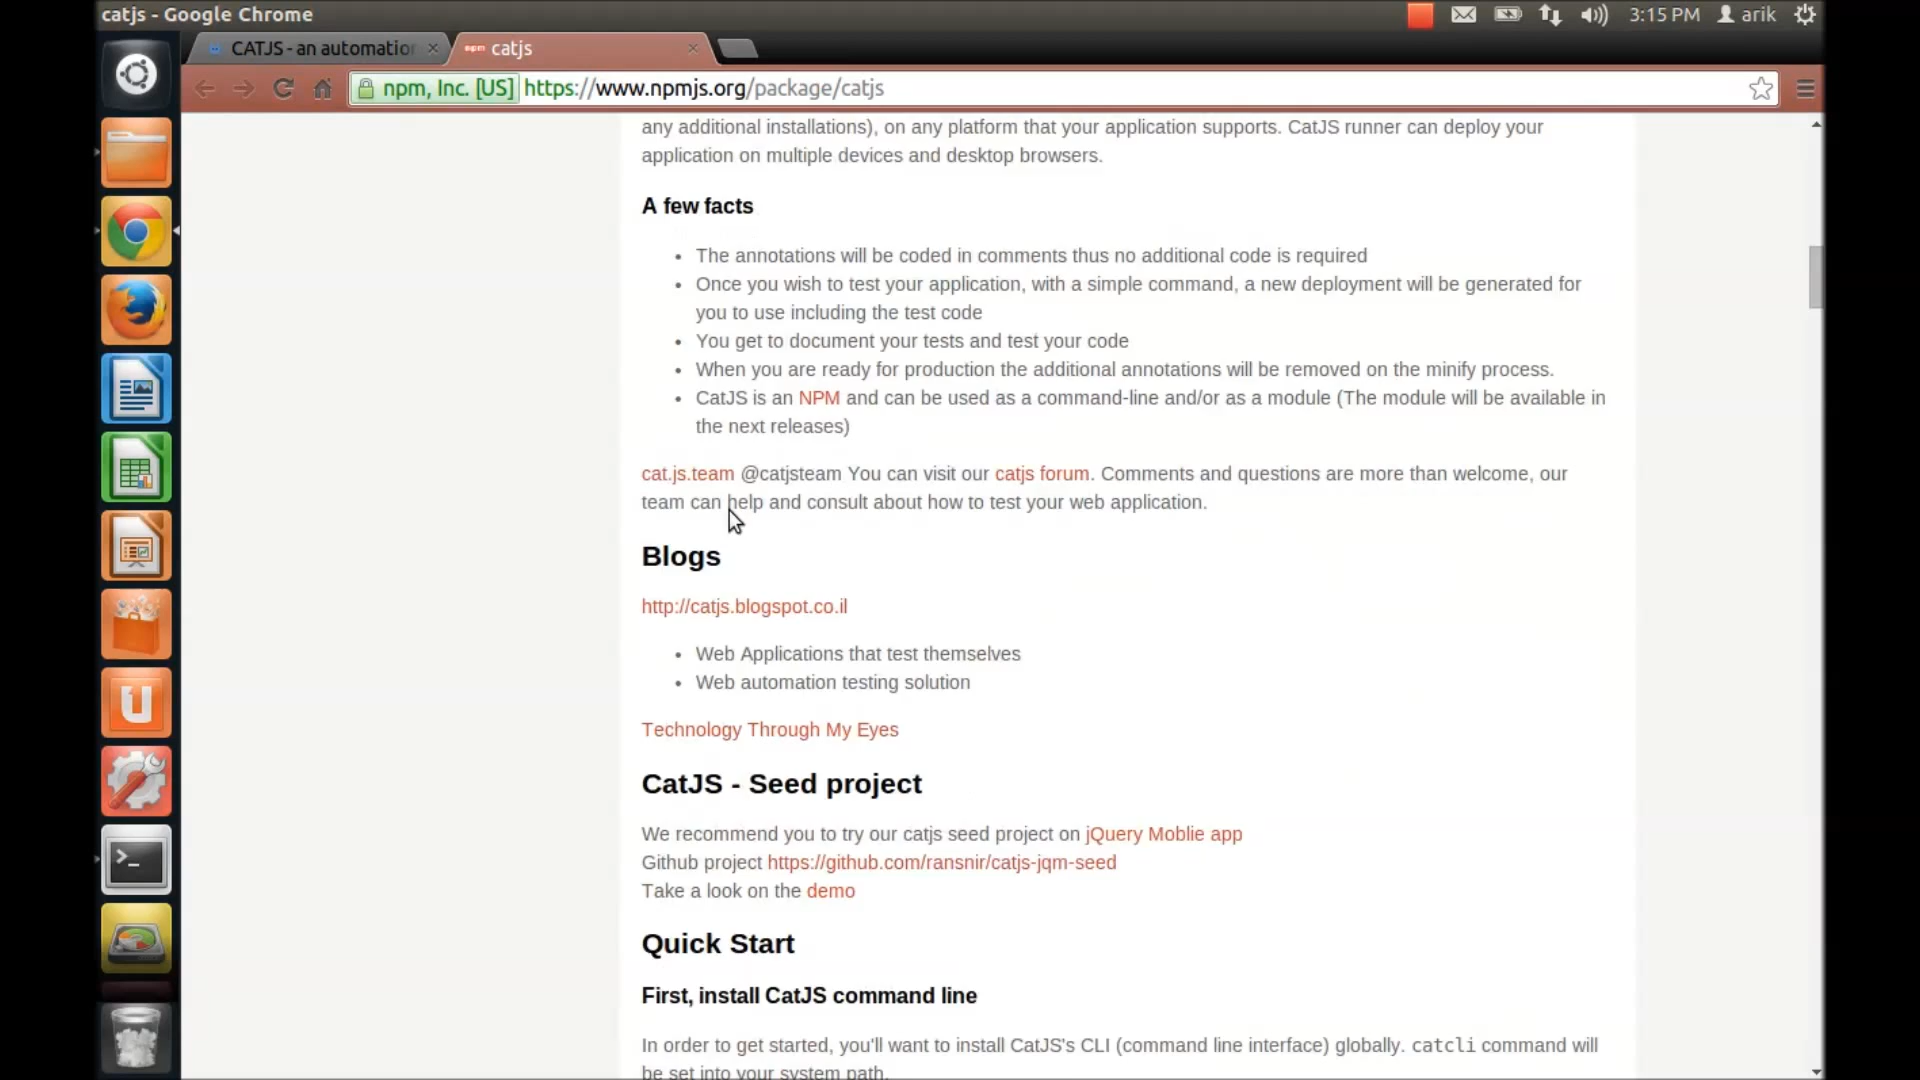 catjs - Google Chrome
3:15 PM
arik
CATJS - an automation
npm
catjs
npm, Inc. [US]
https://www.npmjs.org/package/catjs
any additional installations), on any platform that your application supports. CatJS runner can deploy your
application on multiple devices and desktop browsers.
A few facts
• The annotations will be coded in comments thus no additional code is required
• Once you wish to test your application, with a simple command, a new deployment will be generated for
you to use including the test code
• You get to document your tests and test your code
• When you are ready for production the additional annotations will be removed on the minify process.
• CatJS is an NPM and can be used as a command-line and/or as a module (The module will be available in
the next releases)
cat.js.team @catjsteam You can visit our catjs forum. Comments and questions are more than welcome, our
team can help and consult about how to test your web application.
Blogs
http://catjs.blogspot.co.il
• Web Applications that test themselves
• Web automation testing solution
Technology Through My Eyes
CatJS - Seed project
We recommend you to try our catjs seed project on jQuery Moblie app
Github project https://github.com/ransnir/catjs-jqm-seed
Take a look on the demo
Quick Start
First, install CatJS command line
In order to get started, you'll want to install CatJS's CLI (command line interface) globally. catcli command will
be set into your system path.